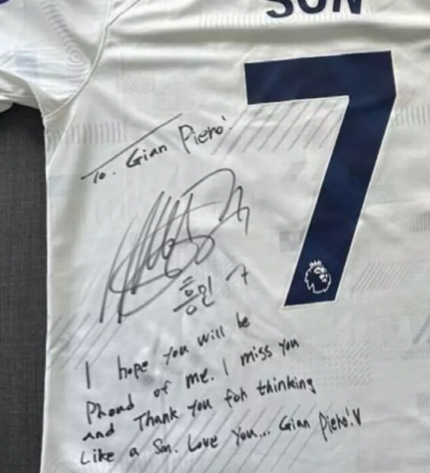 SON
7
To. Gian Piero!
흥민 7
I hope you will be
Proud of me. I miss you
and Thank you for thinking
Like a Son. Love you... Gian Piero!